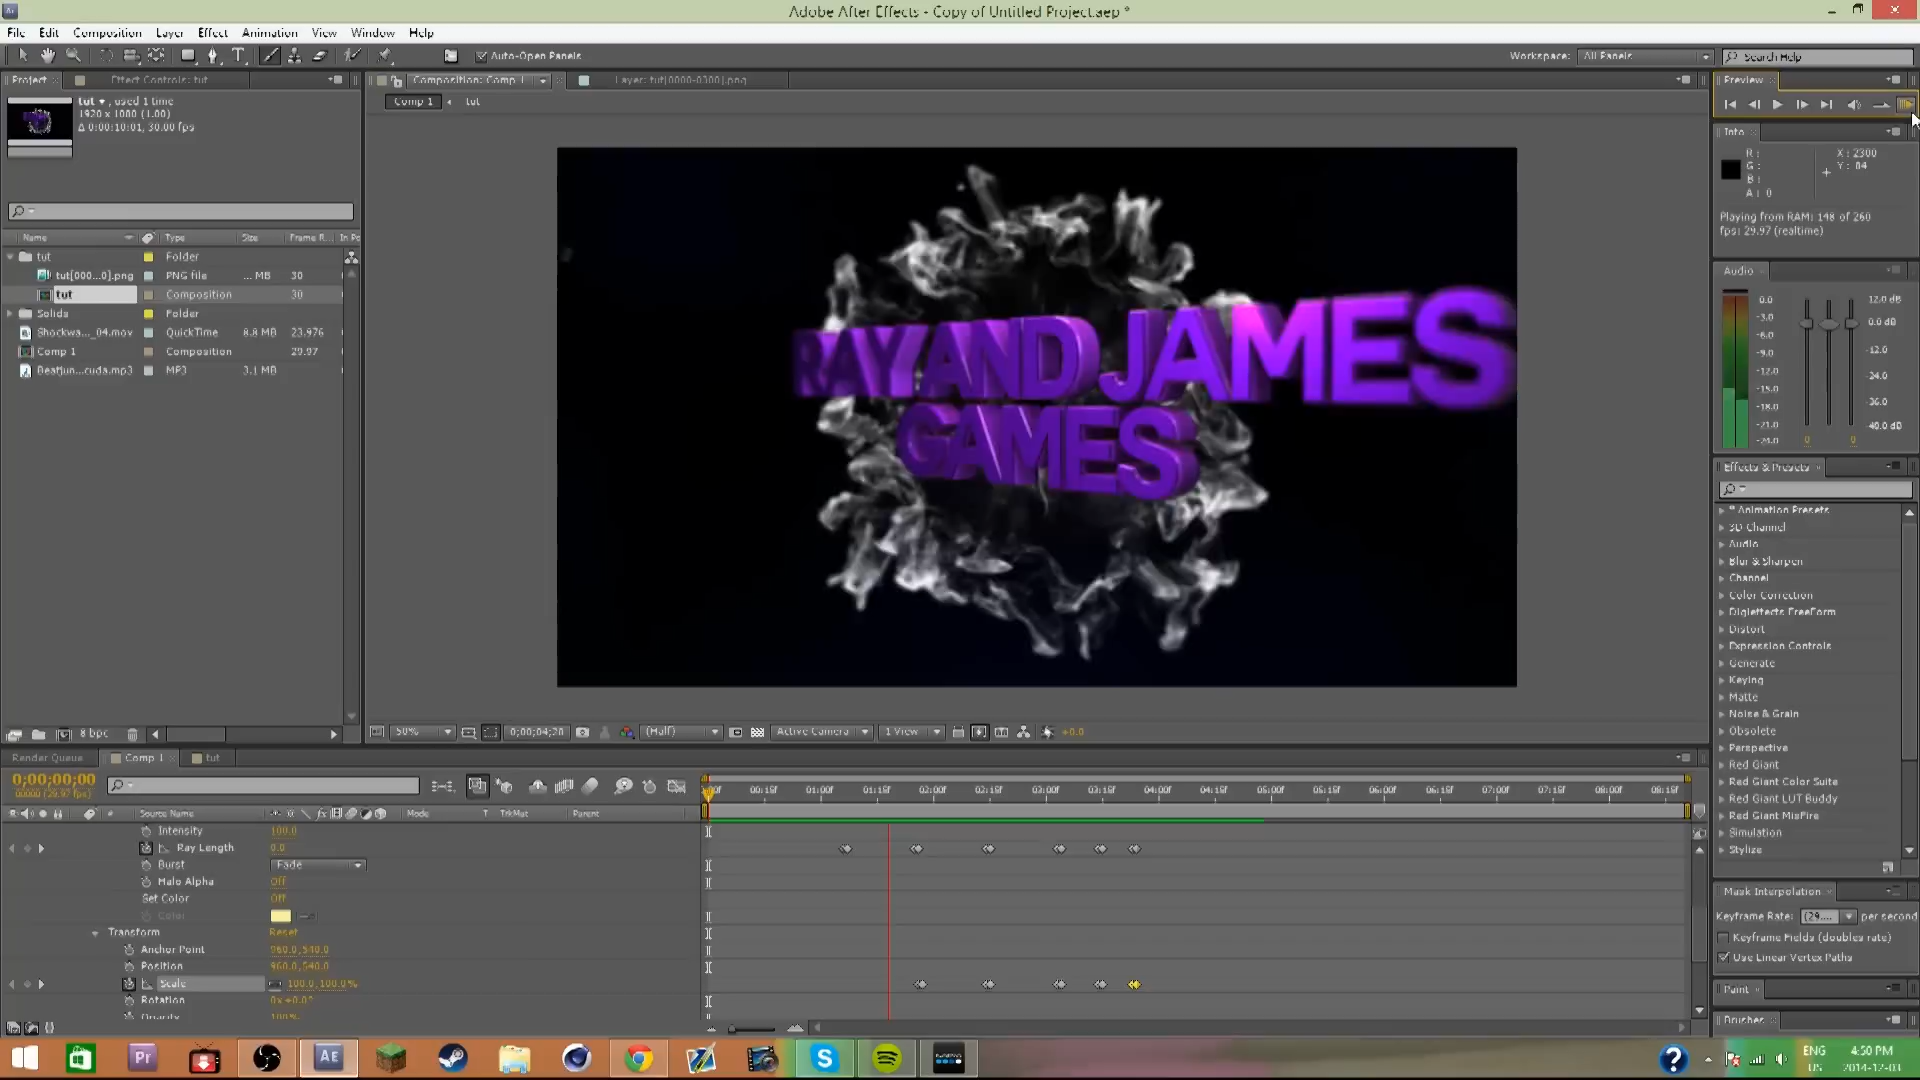 Adobe After Effects - Copy of Untitled Project.aep *
File Edit Composition Layer Effect Animation View Window Help
Auto-Open Panels
Workspace: All Panels
Search Help
Project
Effect Controls: tut
Composition: Comp 1
Layer: tut[0000-0300].png
Preview
tut , used 1 time
1920 x 1080 (1.00)
Δ 0:00:10:01, 30.00 fps
Comp 1 tut
Info
R :
G :
B :
A : 0
X : 2300
Y : 84
Playing from RAM: 148 of 260
fps: 29.97 (realtime)
Name Type Size Frame R... In Po
tut Folder
tut[000...0].png PNG file ... MB 30
tut Composition 30
Solids Folder
Shockwa..._04.mov QuickTime 8.8 MB 23.976
Comp 1 Composition 29.97
Beatjun...cuda.mp3 MP3 3.1 MB
RAY AND JAMES
GAMES
Audio
0.0
-3.0
-6.0
-9.0
-12.0
-15.0
-18.0
-21.0
-24.0
12.0 dB
0.0 dB
-12.0
-24.0
-36.0
-40.0 dB
0 0
Effects & Presets
* Animation Presets
3D Channel
Audio
Blur & Sharpen
Channel
Color Correction
Digieffects FreeForm
Distort
Expression Controls
Generate
Keying
Matte
Noise & Grain
Obsolete
Perspective
Red Giant
Red Giant Color Suite
Red Giant LUT Buddy
Red Giant MisFire
Simulation
Stylize
8 bpc
50% 0;00;04;28 (Half) Active Camera 1 View +0.0
Render Queue Comp 1 tut
0;00;00;00
00000 (29.97 fps)
00:15f 01:00f 01:15f 02:00f 02:15f 03:00f 03:15f 04:00f 04:15f 05:00f 05:15f 06:00f 06:15f 07:00f 07:15f 08:00f 08:15f
# Source Name Mode T TrkMat Parent
Intensity 100.0
Ray Length 0.0
Burst Fade
Halo Alpha Off
Set Color Off
Color
Transform Reset
Anchor Point 960.0,540.0
Position 960.0,540.0
Scale 100.0,100.0%
Rotation 0x+0.0°
Opacity 100%
Mask Interpolation
Keyframe Rate: (29.... per second
Keyframe Fields (doubles rate)
Use Linear Vertex Paths
Paint
Brushes
Pr
AE
ENG
US
4:50 PM
2014-12-03